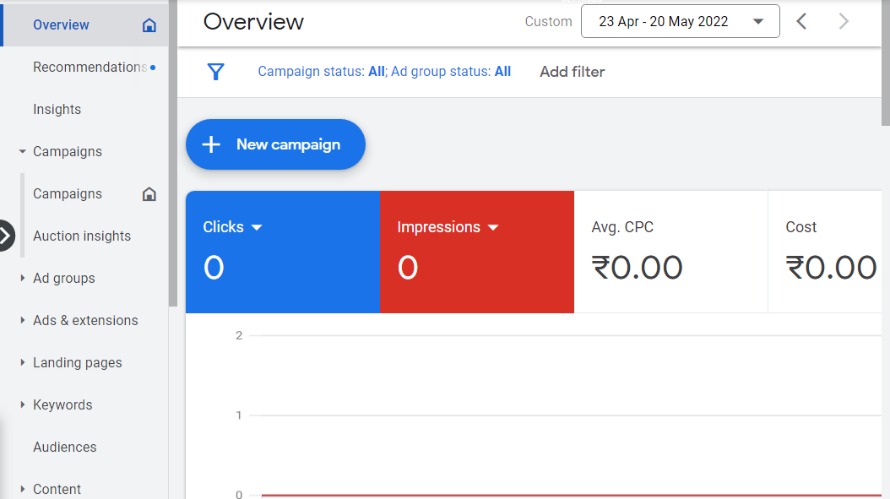 Overview
Recommendations
Insights
Campaigns
Campaigns
Auction insights
Ad groups
Ads & extensions
Landing pages
Keywords
Audiences
Content
Overview
Custom 23 Apr - 20 May 2022
Campaign status: All; Ad group status: All Add filter
New campaign
Clicks
0
Impressions
0
Avg. CPC
₹0.00
Cost
₹0.00
2
1
0